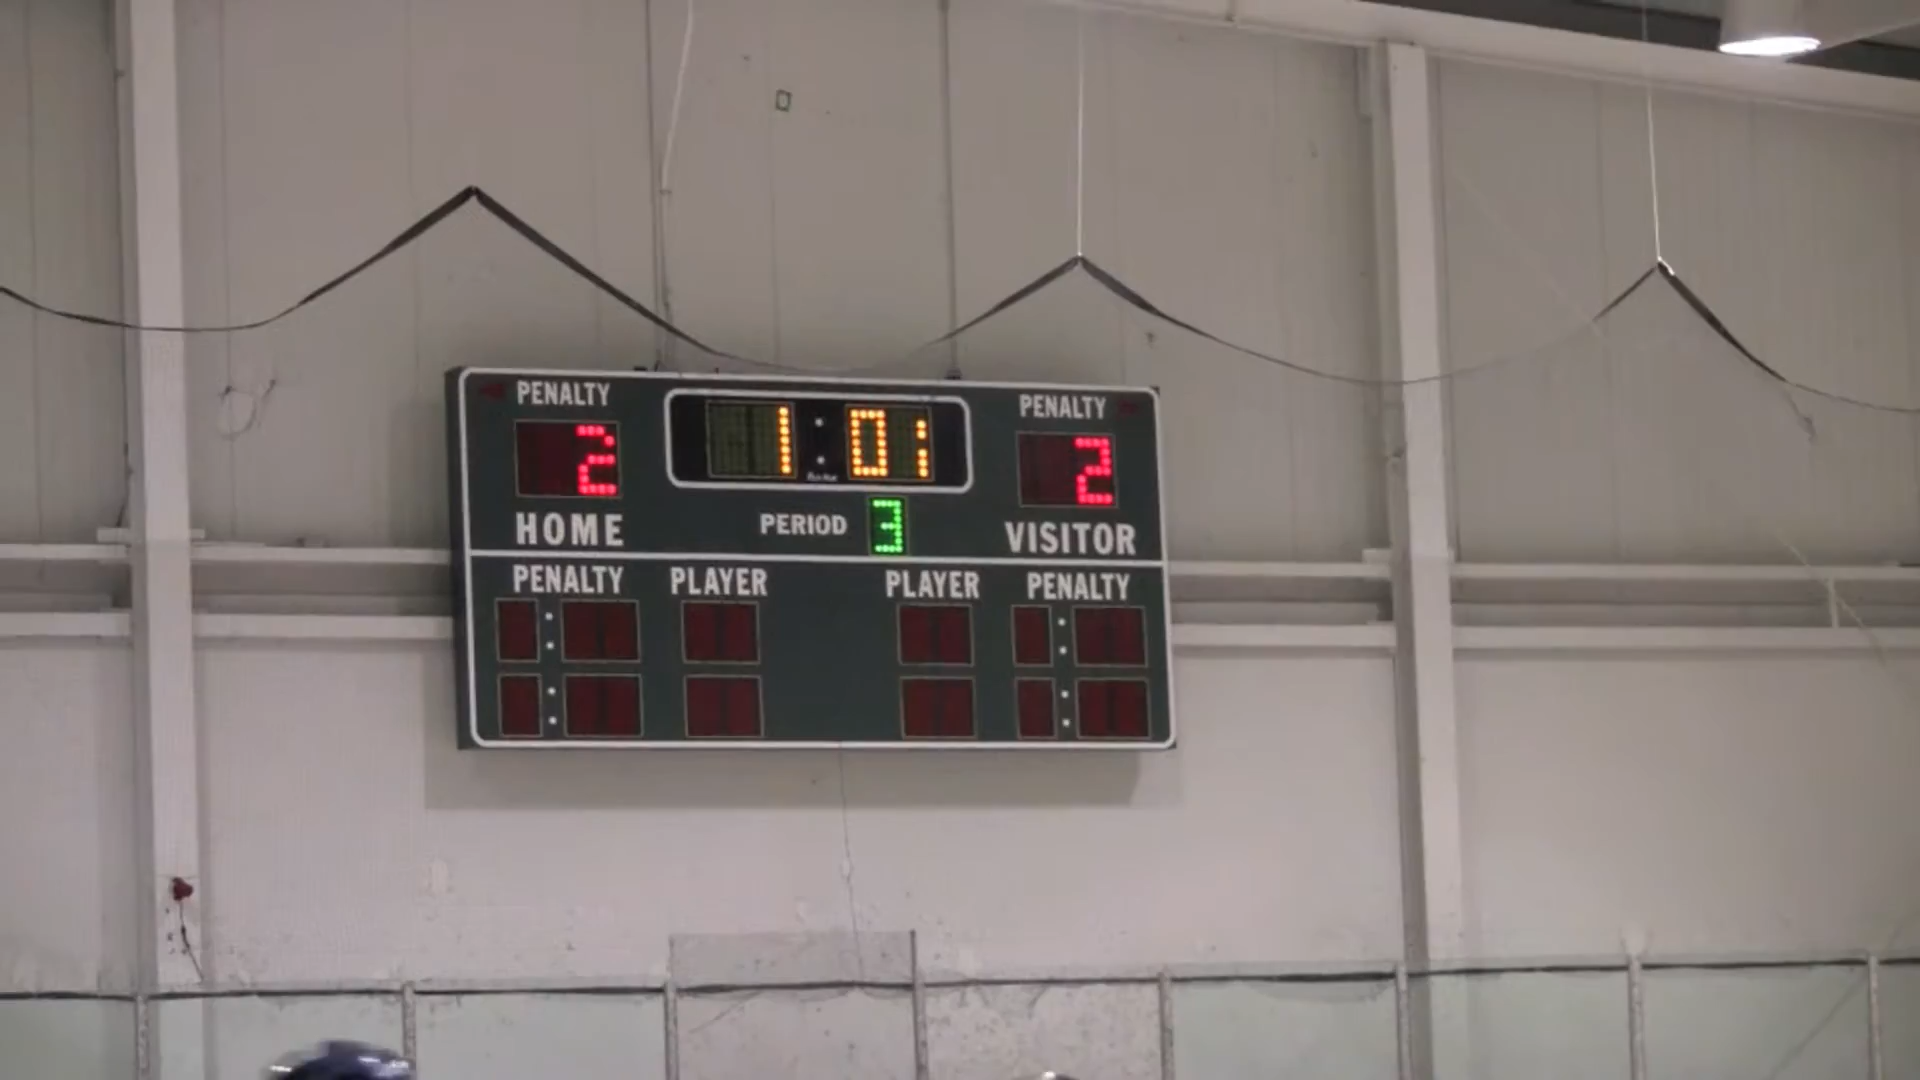 PENALTY 1:01 PENALTY
2 2
HOME PERIOD 3 VISITOR
PENALTY PLAYER PLAYER PENALTY